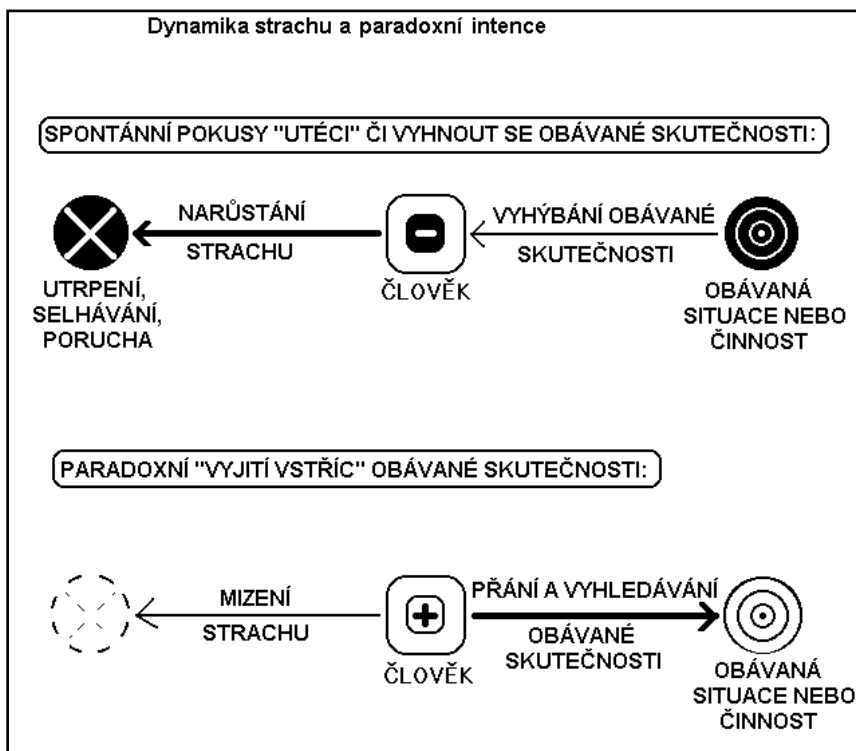 Dynamika strachu a paradoxní intence
SPONTÁNNÍ POKUSY "UTÉCI" ČI VYHNOUT SE OBÁVANÉ SKUTEČNOSTI:
NARŮSTÁNÍ
STRACHU
VYHÝBÁNÍ OBÁVANÉ
SKUTEČNOSTI
UTRPENÍ,
SELHÁVÁNÍ,
PORUCHA
ČLOVĚK
OBÁVANÁ
SITUACE NEBO
ČINNOST
PARADOXNÍ "VYJITÍ VSTŘÍC" OBÁVANÉ SKUTEČNOSTI:
MIZENÍ
STRACHU
PŘÁNÍ A VYHLEDÁVÁNÍ
OBÁVANÉ
SKUTEČNOSTI
ČLOVĚK
OBÁVANÁ
SITUACE NEBO
ČINNOST